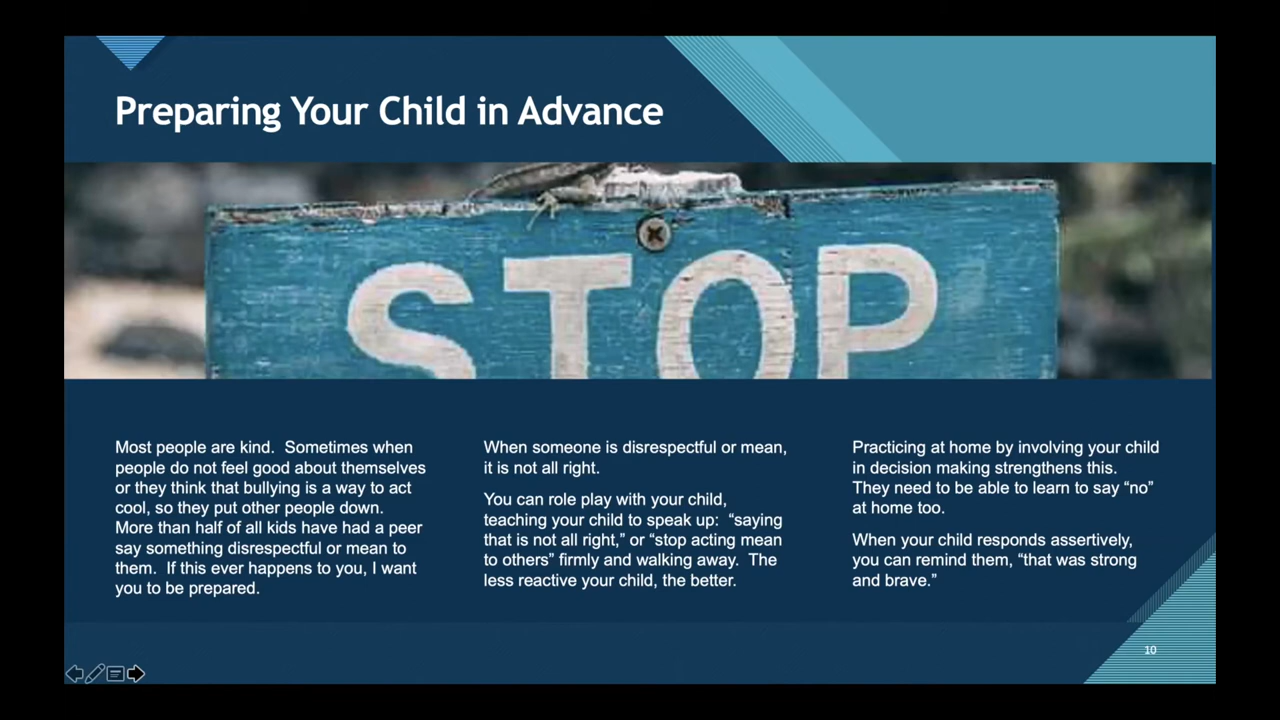 Preparing Your Child in Advance
STOP
Most people are kind.  Sometimes when
people do not feel good about themselves
or they think that bullying is a way to act
cool, so they put other people down.
More than half of all kids have had a peer
say something disrespectful or mean to
them.  If this ever happens to you, I want
you to be prepared.
When someone is disrespectful or mean,
it is not all right.
You can role play with your child,
teaching your child to speak up:  “saying
that is not all right,” or “stop acting mean
to others” firmly and walking away.  The
less reactive your child, the better.
Practicing at home by involving your child
in decision making strengthens this.
They need to be able to learn to say “no”
at home too.
When your child responds assertively,
you can remind them, “that was strong
and brave.”
10